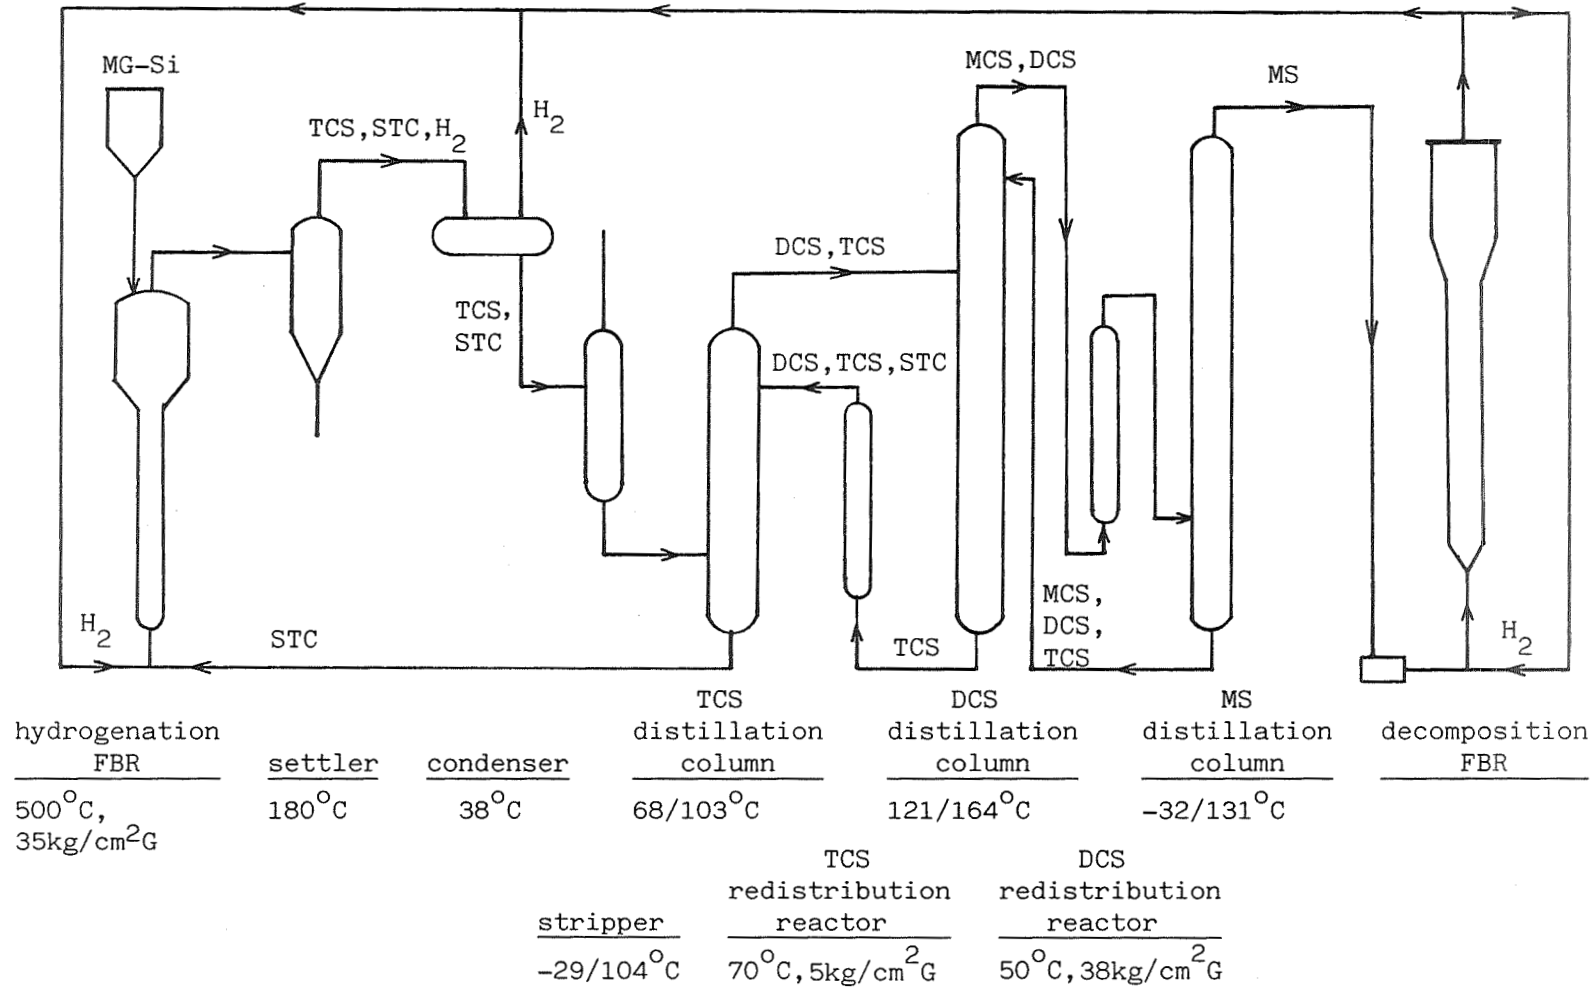 MG-Si
TCS,STC,H2
H2
MCS,DCS
MS
DCS,TCS
TCS,
STC
DCS,TCS,STC
H2
STC
TCS
MCS,
DCS,
TCS
H2
hydrogenation
FBR
500°C,
35kg/cm2G
settler
180°C
condenser
38°C
TCS
distillation
column
68/103°C
DCS
distillation
column
121/164°C
MS
distillation
column
-32/131°C
decomposition
FBR
stripper
-29/104°C
TCS
redistribution
reactor
70°C,5kg/cm2G
DCS
redistribution
reactor
50°C,38kg/cm2G